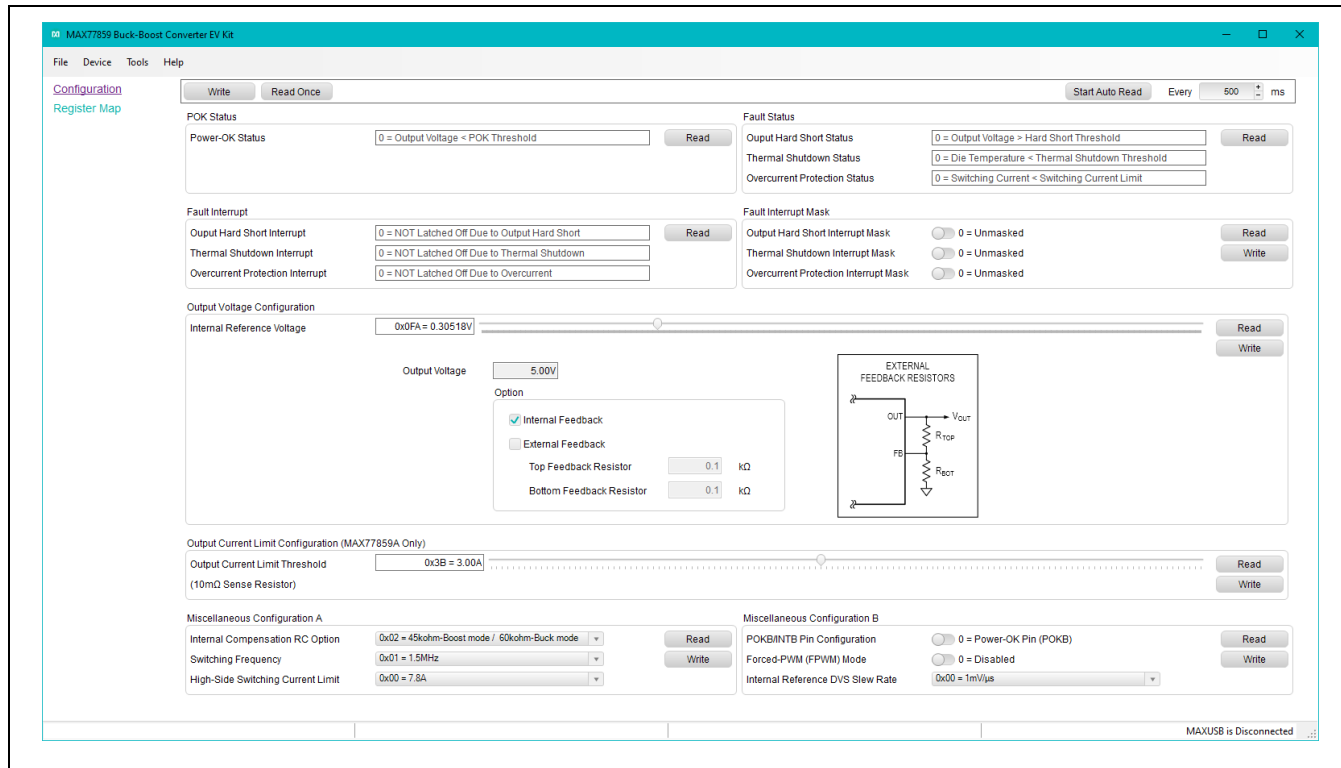 MAX77859 Buck-Boost Converter EV Kit
File Device Tools Help
Configuration
Register Map
Write Read Once Start Auto Read Every 500 ms
POK Status
Power-OK Status 0 = Output Voltage < POK Threshold Read
Fault Status
Ouput Hard Short Status 0 = Output Voltage > Hard Short Threshold Read
Thermal Shutdown Status 0 = Die Temperature < Thermal Shutdown Threshold
Overcurrent Protection Status 0 = Switching Current < Switching Current Limit
Fault Interrupt
Ouput Hard Short Interrupt 0 = NOT Latched Off Due to Output Hard Short Read
Thermal Shutdown Interrupt 0 = NOT Latched Off Due to Thermal Shutdown
Overcurrent Protection Interrupt 0 = NOT Latched Off Due to Overcurrent
Fault Interrupt Mask
Output Hard Short Interrupt Mask 0 = Unmasked Read
Thermal Shutdown Interrupt Mask 0 = Unmasked Write
Overcurrent Protection Interrupt Mask 0 = Unmasked
Output Voltage Configuration
Internal Reference Voltage 0x0FA = 0.30518V Read
Write
Output Voltage 5.00V
Option
Internal Feedback
External Feedback
Top Feedback Resistor 0.1 kΩ
Bottom Feedback Resistor 0.1 kΩ
EXTERNAL
FEEDBACK RESISTORS
OUT VOUT
RTOP
FB
RBOT
Output Current Limit Configuration (MAX77859A Only)
Output Current Limit Threshold 0x3B = 3.00A Read
(10mΩ Sense Resistor) Write
Miscellaneous Configuration A
Internal Compensation RC Option 0x02 = 45kohm-Boost mode / 60kohm-Buck mode Read
Switching Frequency 0x01 = 1.5MHz Write
High-Side Switching Current Limit 0x00 = 7.8A
Miscellaneous Configuration B
POKB/INTB Pin Configuration 0 = Power-OK Pin (POKB) Read
Forced-PWM (FPWM) Mode 0 = Disabled Write
Internal Reference DVS Slew Rate 0x00 = 1mV/µs
MAXUSB is Disconnected